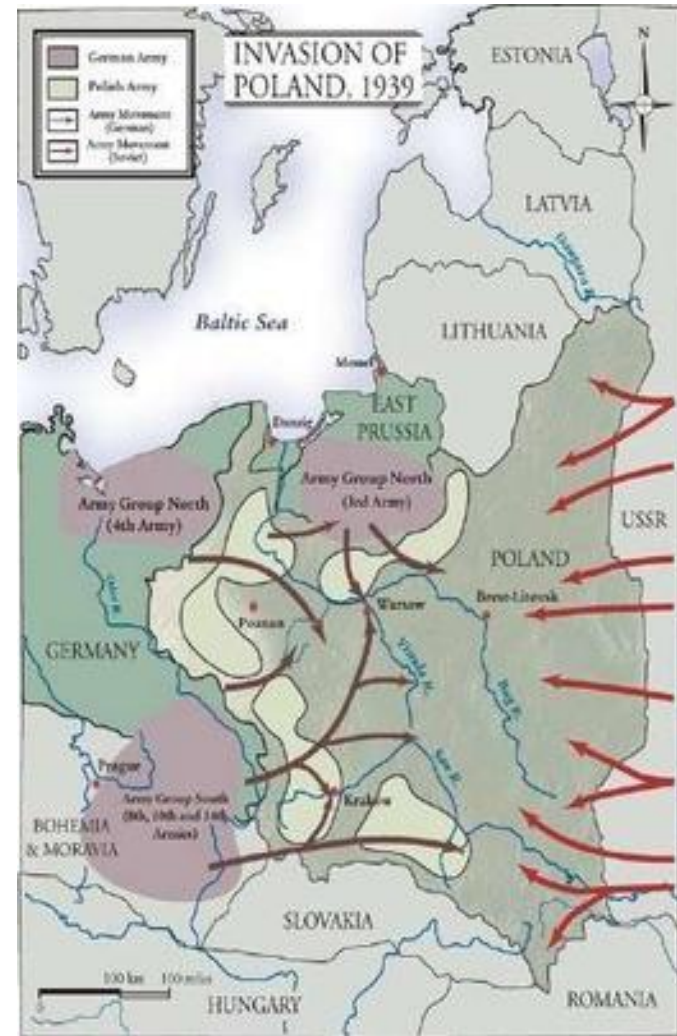 German Army
Polish Army
Army Movement
(German)
Army Movement
(Soviet)
INVASION OF
POLAND, 1939
N
ESTONIA
LATVIA
LITHUANIA
Baltic Sea
Memel
Danzig
EAST
PRUSSIA
Army Group North
(4th Army)
Army Group North
(3rd Army)
USSR
POLAND
Oder R.
Poznan
Warsaw
Brest-Litovsk
GERMANY
Vistula R.
Bug R.
San R.
Prague
Army Group South
(8th, 10th and 14th
Armies)
Krakow
BOHEMIA
& MORAVIA
SLOVAKIA
100 km
100 miles
0
HUNGARY
ROMANIA